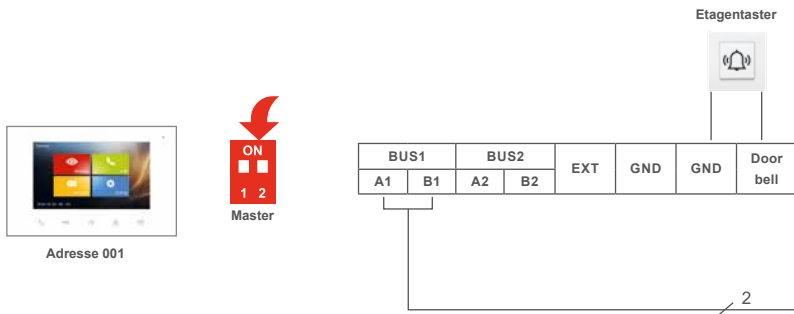 Etagentaster
ON
1 2
Master
Adresse 001
BUS1 BUS2 EXT GND GND Door bell
A1 B1 A2 B2
2